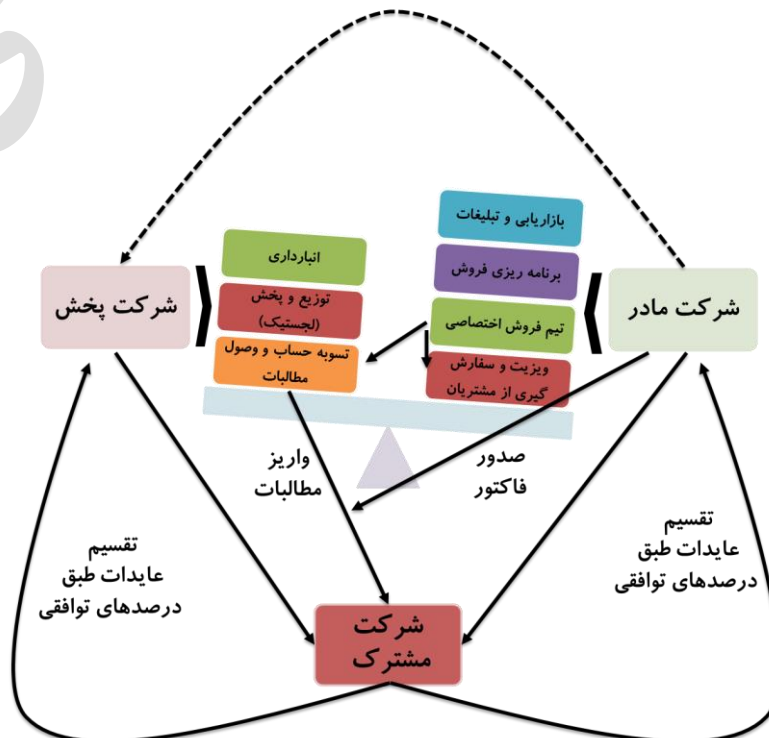 بازاریابی و تبلیغات
برنامه ریزی فروش
تیم فروش اختصاصی
ویزیت و سفارش
گیری از مشتریان
شرکت مادر
انبارداری
توزیع و پخش
(لجستیک)
تسویه حساب و وصول
مطالبات
شرکت پخش
صدور
فاکتور
واریز
مطالبات
تقسیم
عایدات طبق
درصدهای توافقی
تقسیم
عایدات طبق
درصدهای توافقی
شرکت
مشترک